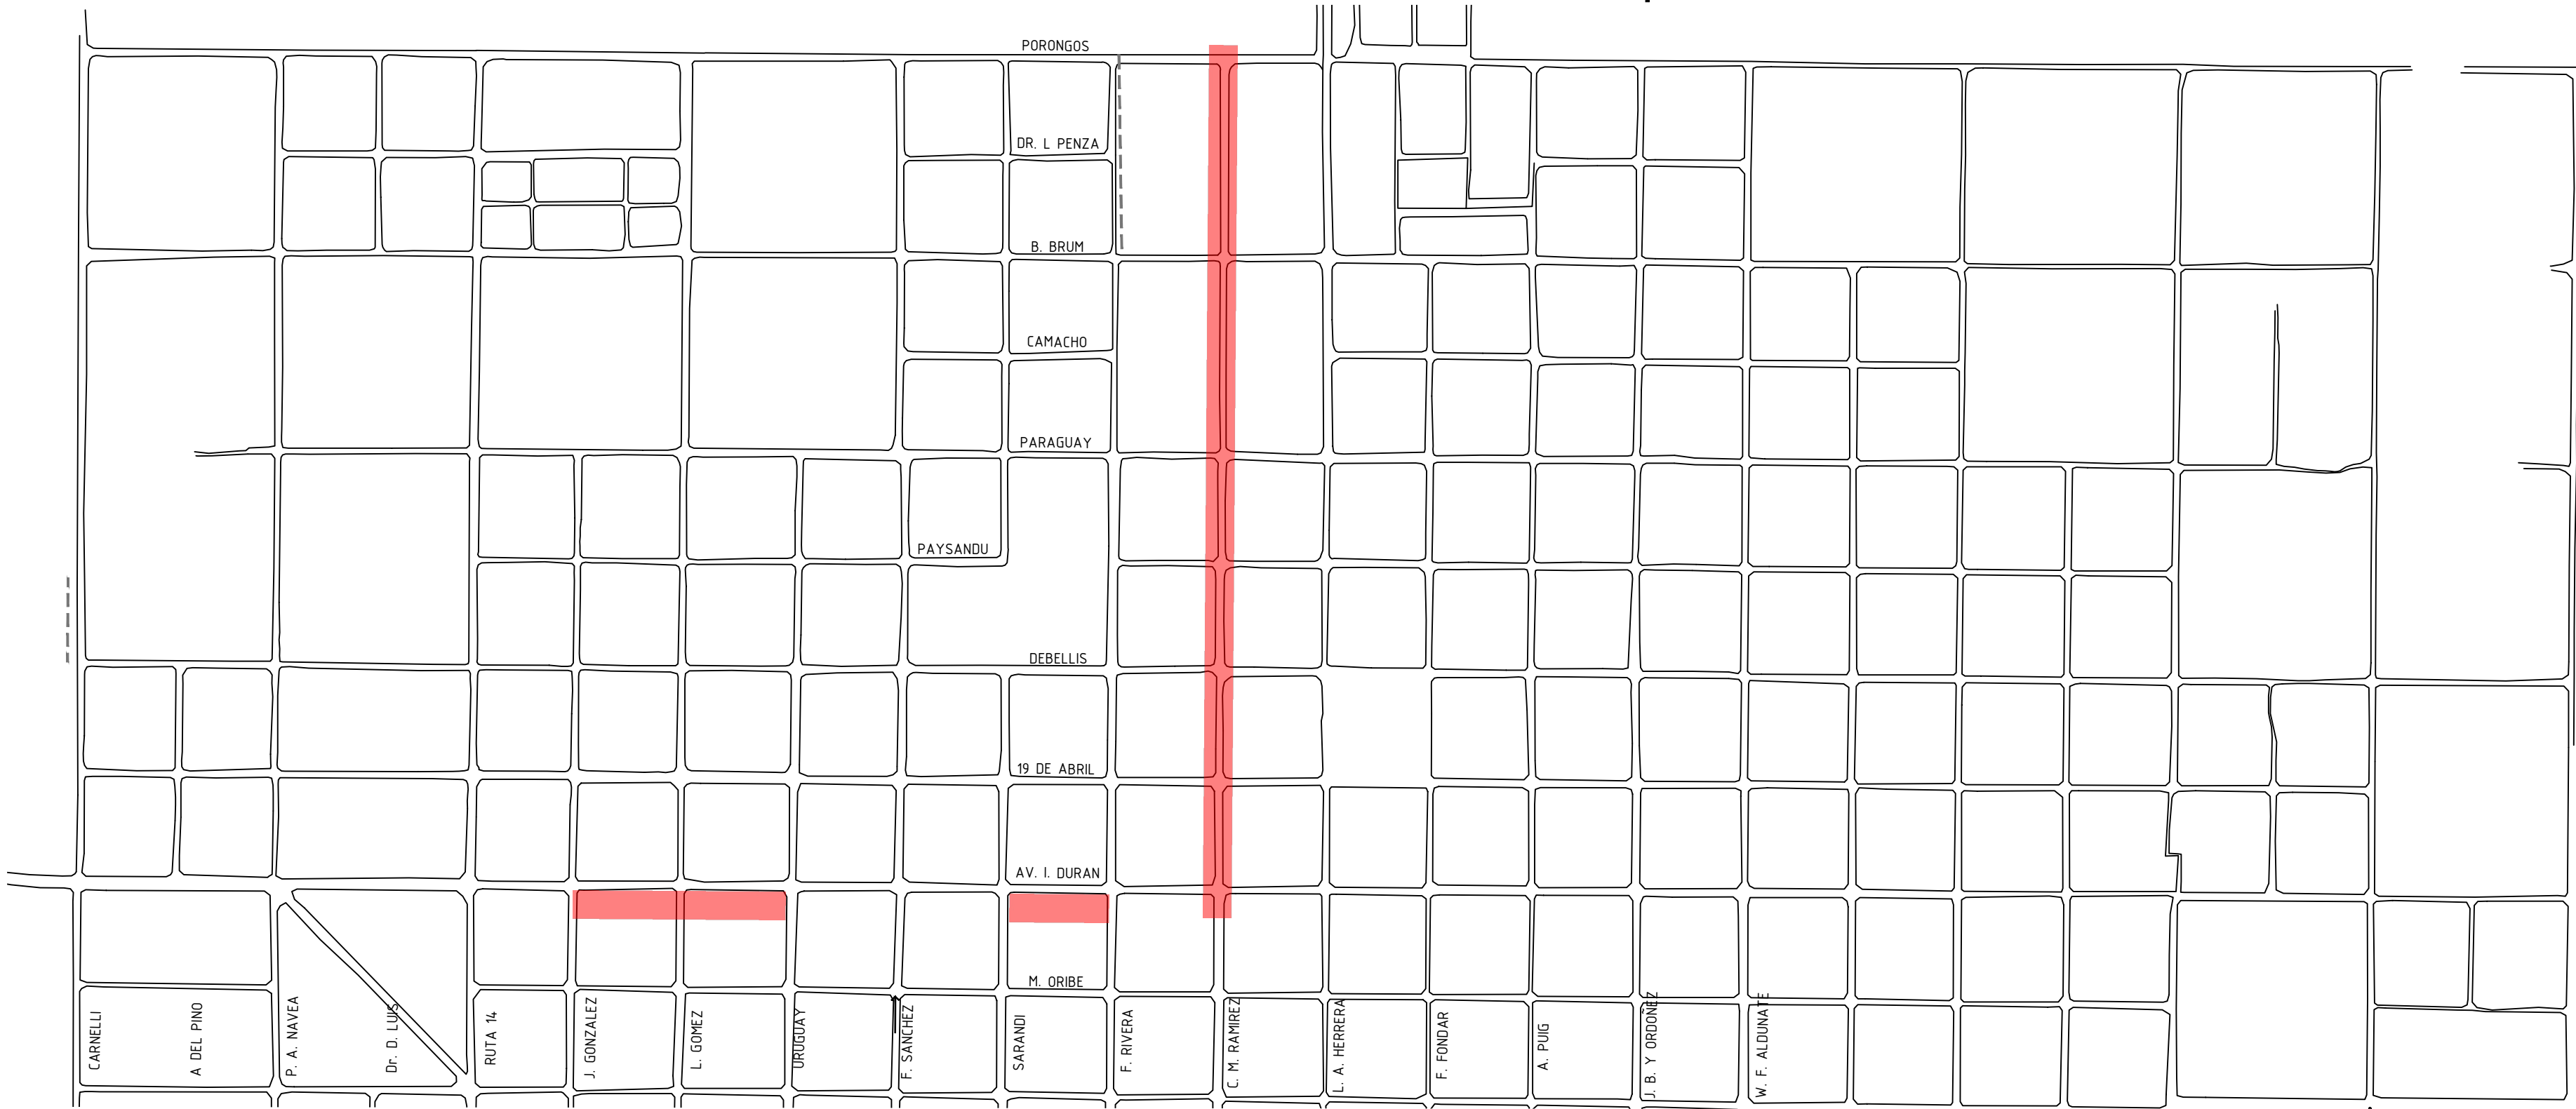 PORONGOS
DR. L PENZA
B. BRUM
CAMACHO
PARAGUAY
PAYSANDU
DEBELLIS
19 DE ABRIL
AV. I. DURAN
M. ORIBE
CARNELLI
A DEL PINO
P. A. NAVEA
Dr. D. LUIS
RUTA 14
J. GONZALEZ
L. GOMEZ
URUGUAY
F. SANCHEZ
SARANDI
F. RIVERA
C. M. RAMIREZ
L. A. HERRERA
F. FONDAR
A. PUIG
J. B. Y ORDOÑEZ
W. F. ALDUNATE